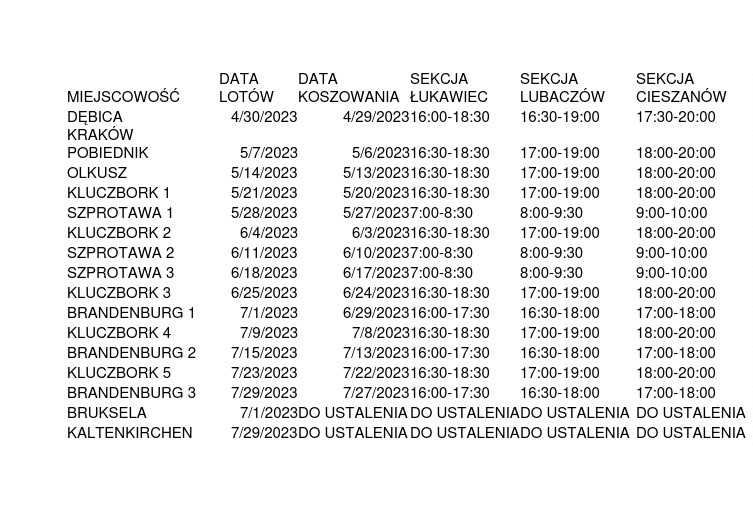 MIEJSCOWOŚĆ DATA LOTÓW DATA KOSZOWANIA SEKCJA ŁUKAWIEC SEKCJA LUBACZÓW SEKCJA CIESZANÓW
DĘBICA 4/30/2023 4/29/2023 16:00-18:30 16:30-19:00 17:30-20:00
KRAKÓW
POBIEDNIK 5/7/2023 5/6/2023 16:30-18:30 17:00-19:00 18:00-20:00
OLKUSZ 5/14/2023 5/13/2023 16:30-18:30 17:00-19:00 18:00-20:00
KLUCZBORK 1 5/21/2023 5/20/2023 16:30-18:30 17:00-19:00 18:00-20:00
SZPROTAWA 1 5/28/2023 5/27/2023 7:00-8:30 8:00-9:30 9:00-10:00
KLUCZBORK 2 6/4/2023 6/3/2023 16:30-18:30 17:00-19:00 18:00-20:00
SZPROTAWA 2 6/11/2023 6/10/2023 7:00-8:30 8:00-9:30 9:00-10:00
SZPROTAWA 3 6/18/2023 6/17/2023 7:00-8:30 8:00-9:30 9:00-10:00
KLUCZBORK 3 6/25/2023 6/24/2023 16:30-18:30 17:00-19:00 18:00-20:00
BRANDENBURG 1 7/1/2023 6/29/2023 16:00-17:30 16:30-18:00 17:00-18:00
KLUCZBORK 4 7/9/2023 7/8/2023 16:30-18:30 17:00-19:00 18:00-20:00
BRANDENBURG 2 7/15/2023 7/13/2023 16:00-17:30 16:30-18:00 17:00-18:00
KLUCZBORK 5 7/23/2023 7/22/2023 16:30-18:30 17:00-19:00 18:00-20:00
BRANDENBURG 3 7/29/2023 7/27/2023 16:00-17:30 16:30-18:00 17:00-18:00
BRUKSELA 7/1/2023 DO USTALENIA DO USTALENIA DO USTALENIA DO USTALENIA
KALTENKIRCHEN 7/29/2023 DO USTALENIA DO USTALENIA DO USTALENIA DO USTALENIA